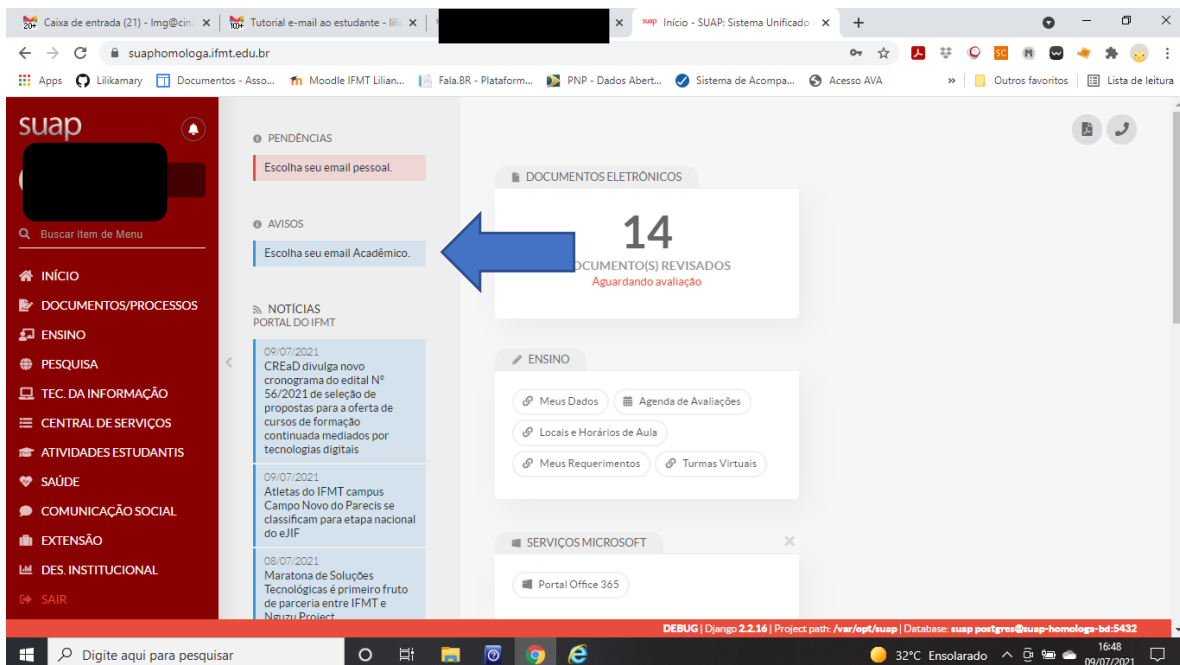 Caixa de entrada (21) - lmg@cin.
Tutorial e-mail ao estudante - lili
Início - SUAP: Sistema Unificado
suaphomologa.ifmt.edu.br
Apps
Lilikamary
Documentos - Asso...
Moodle IFMT Lilian...
Fala.BR - Plataform...
PNP - Dados Abert...
Sistema de Acompa...
Acesso AVA
»
Outros favoritos
Lista de leitura
suap
Buscar Item de Menu
INÍCIO
DOCUMENTOS/PROCESSOS
ENSINO
PESQUISA
TEC. DA INFORMAÇÃO
CENTRAL DE SERVIÇOS
ATIVIDADES ESTUDANTIS
SAÚDE
COMUNICAÇÃO SOCIAL
EXTENSÃO
DES. INSTITUCIONAL
SAIR
PENDÊNCIAS
Escolha seu email pessoal.
AVISOS
Escolha seu email Acadêmico.
NOTÍCIAS
PORTAL DO IFMT
09/07/2021
CREaD divulga novo
cronograma do edital Nº
56/2021 de seleção de
propostas para a oferta de
cursos de formação
continuada mediados por
tecnologias digitais
09/07/2021
Atletas do IFMT campus
Campo Novo do Parecis se
classificam para etapa nacional
do eJIF
08/07/2021
Maratona de Soluções
Tecnológicas é primeiro fruto
de parceria entre IFMT e
Nguzu Project
DOCUMENTOS ELETRÔNICOS
14
OCUMENTO(S) REVISADOS
Aguardando avaliação
ENSINO
Meus Dados
Agenda de Avaliações
Locais e Horários de Aula
Meus Requerimentos
Turmas Virtuais
SERVIÇOS MICROSOFT
Portal Office 365
DEBUG | Django 2.2.16 | Project path: /var/opt/suap | Database: suap postgres@suap-homologa-bd:5432
Digite aqui para pesquisar
32°C Ensolarado
16:48
09/07/2021